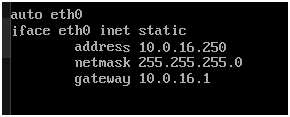 auto eth0
iface eth0 inet static
address 10.0.16.250
netmask 255.255.255.0
gateway 10.0.16.1